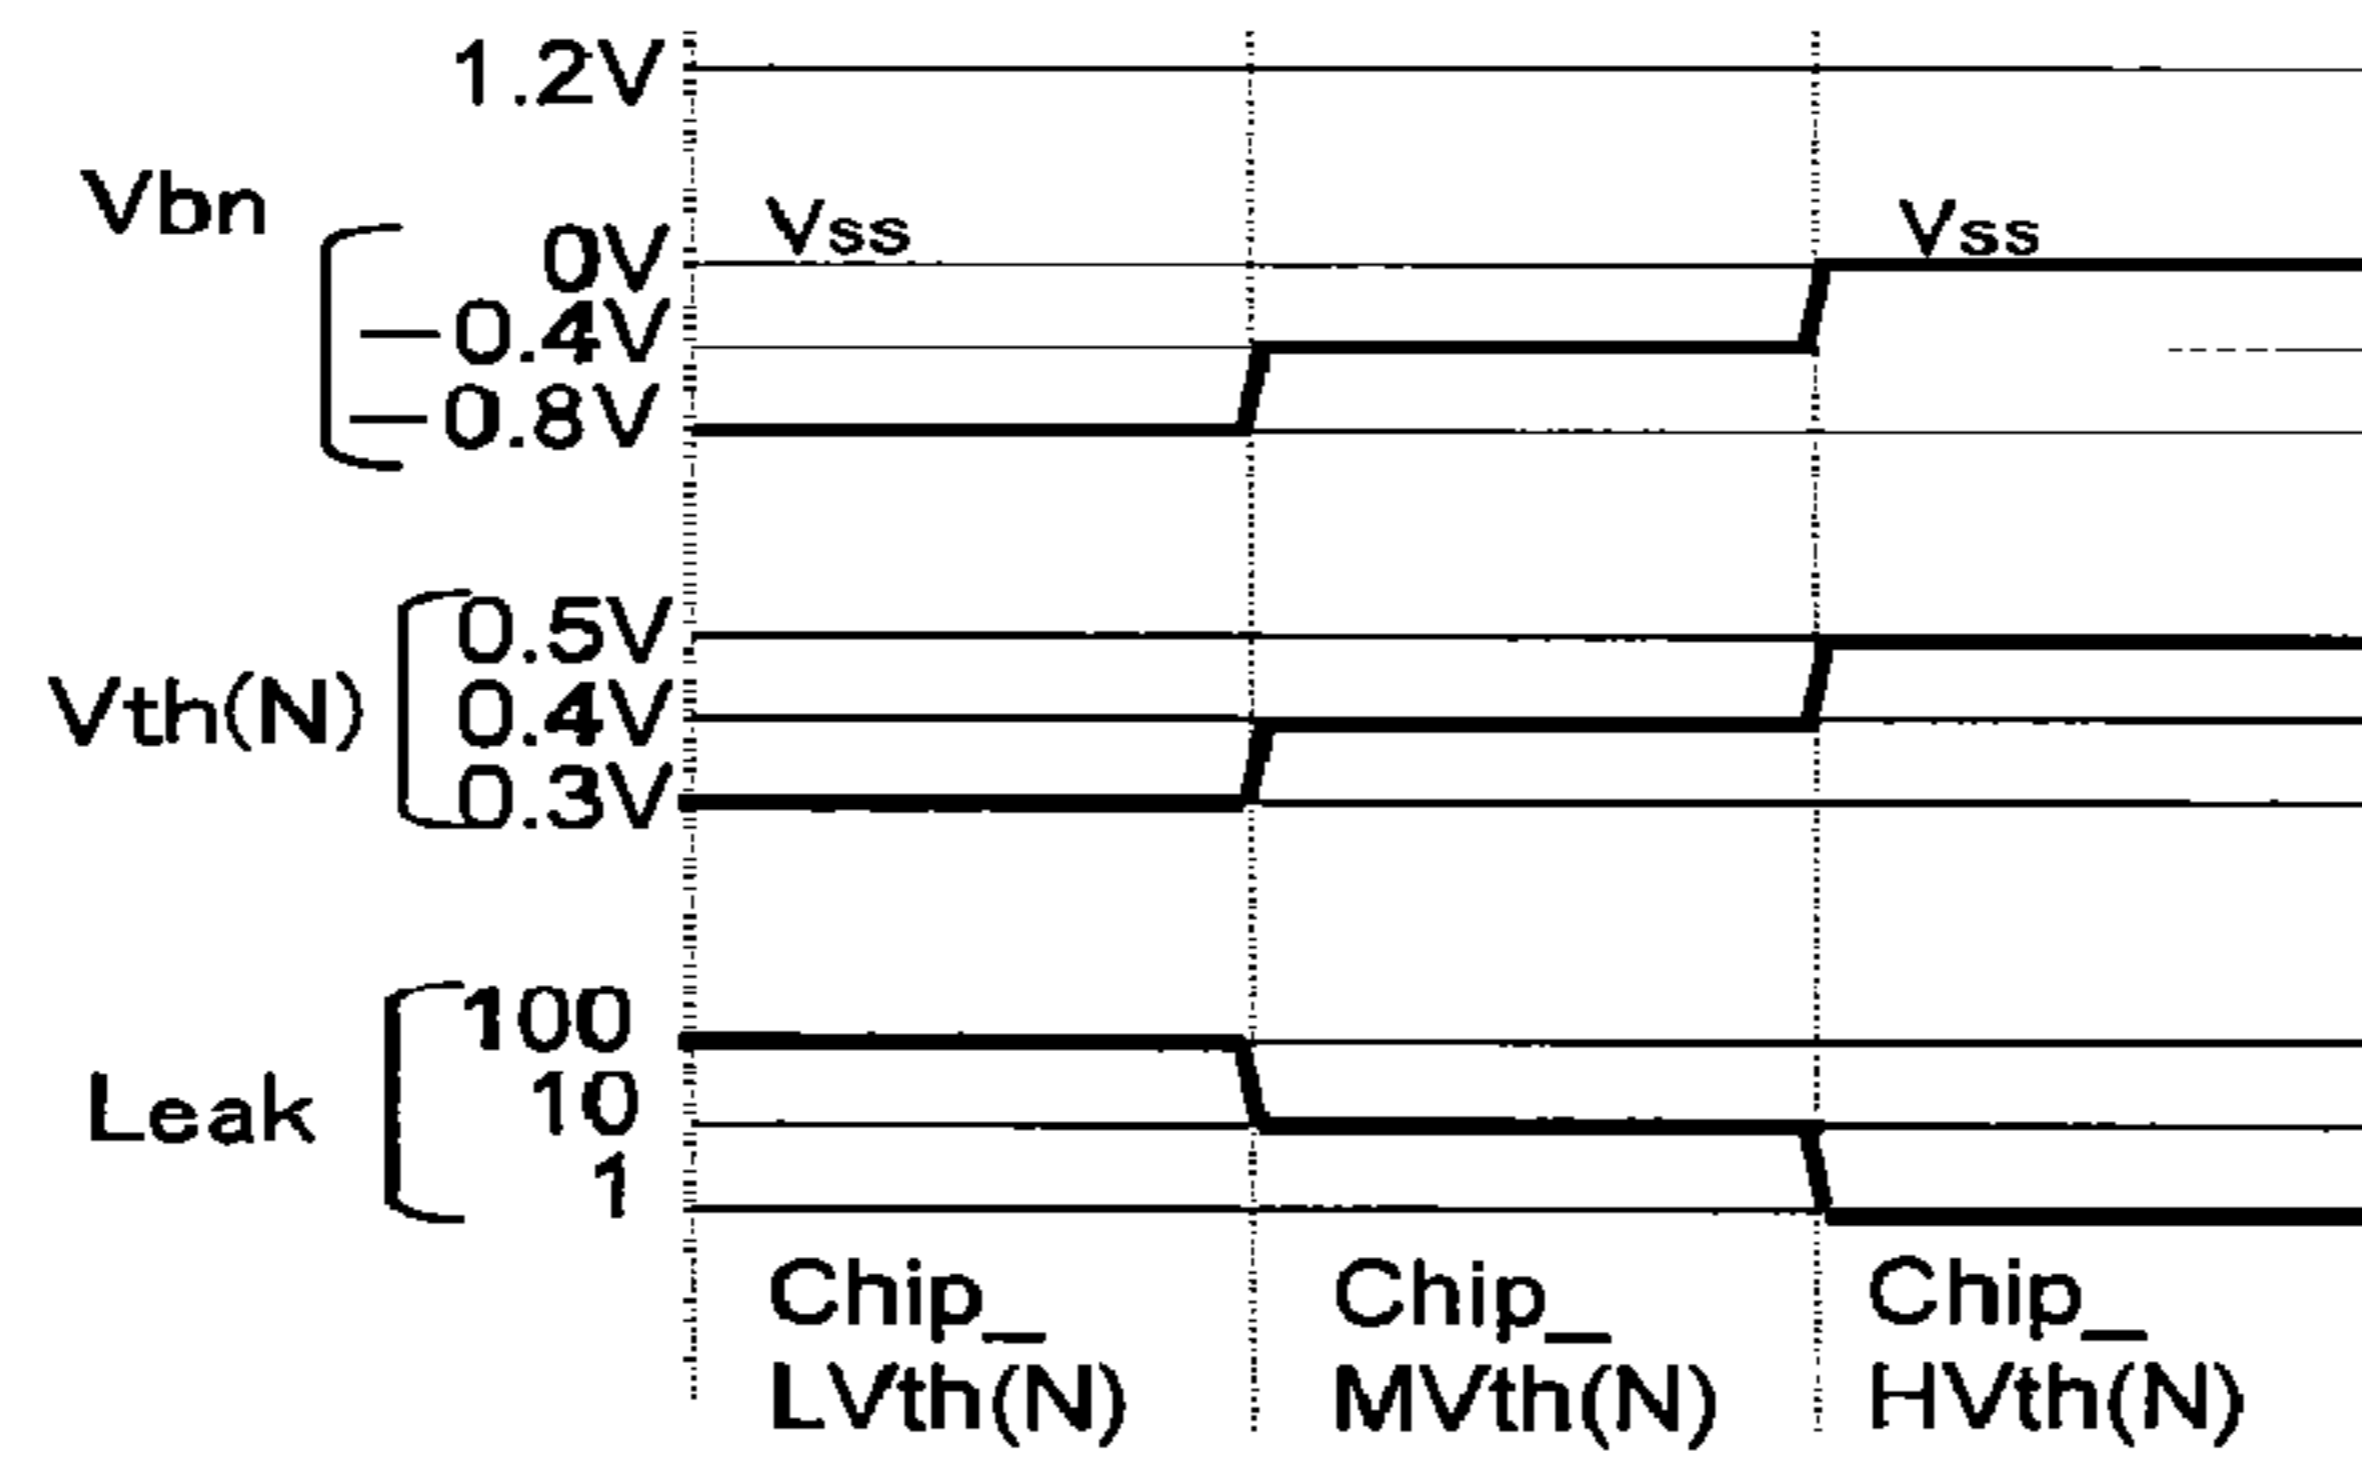 1.2V
Vbn
0V
Vss
Vss
−0.4V
−0.8V
0.5V
Vth(N)
0.4V
0.3V
100
Leak
10
1
Chip_
LVth(N)
Chip_
MVth(N)
Chip_
HVth(N)